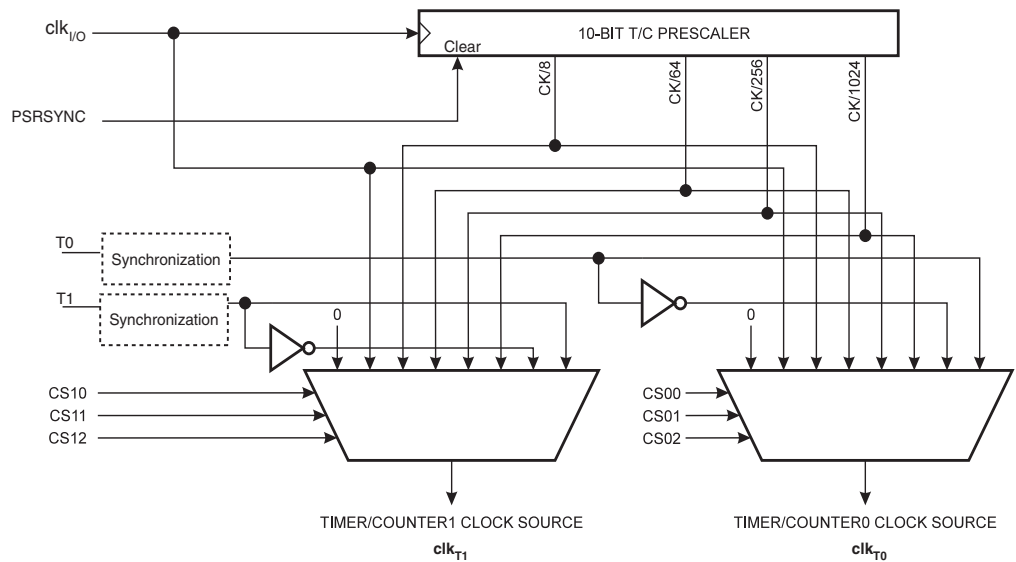 clkI/O
10-BIT T/C PRESCALER
Clear
PSRSYNC
CK/8
CK/64
CK/256
CK/1024
T0
Synchronization
T1
Synchronization
0
0
CS10
CS11
CS12
CS00
CS01
CS02
TIMER/COUNTER1 CLOCK SOURCE
clkT1
TIMER/COUNTER0 CLOCK SOURCE
clkT0